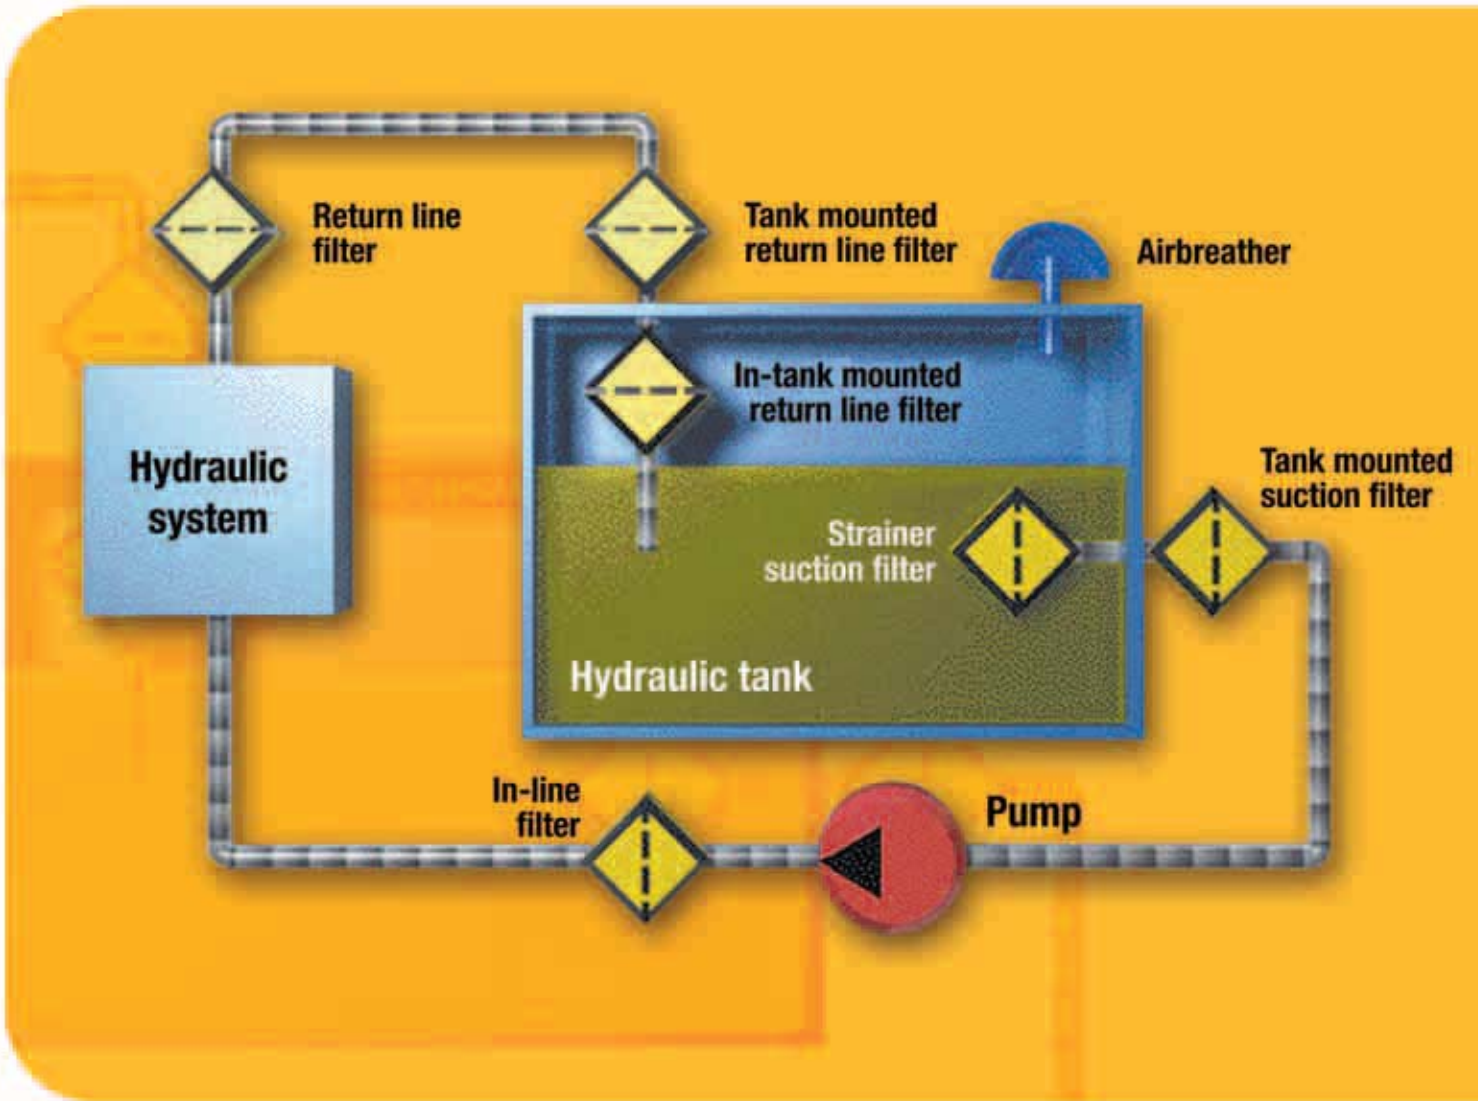 Return line
filter
Tank mounted
return line filter
Airbreather
In-tank mounted
return line filter
Hydraulic
system
Tank mounted
suction filter
Strainer
suction filter
Hydraulic tank
In-line
filter
Pump